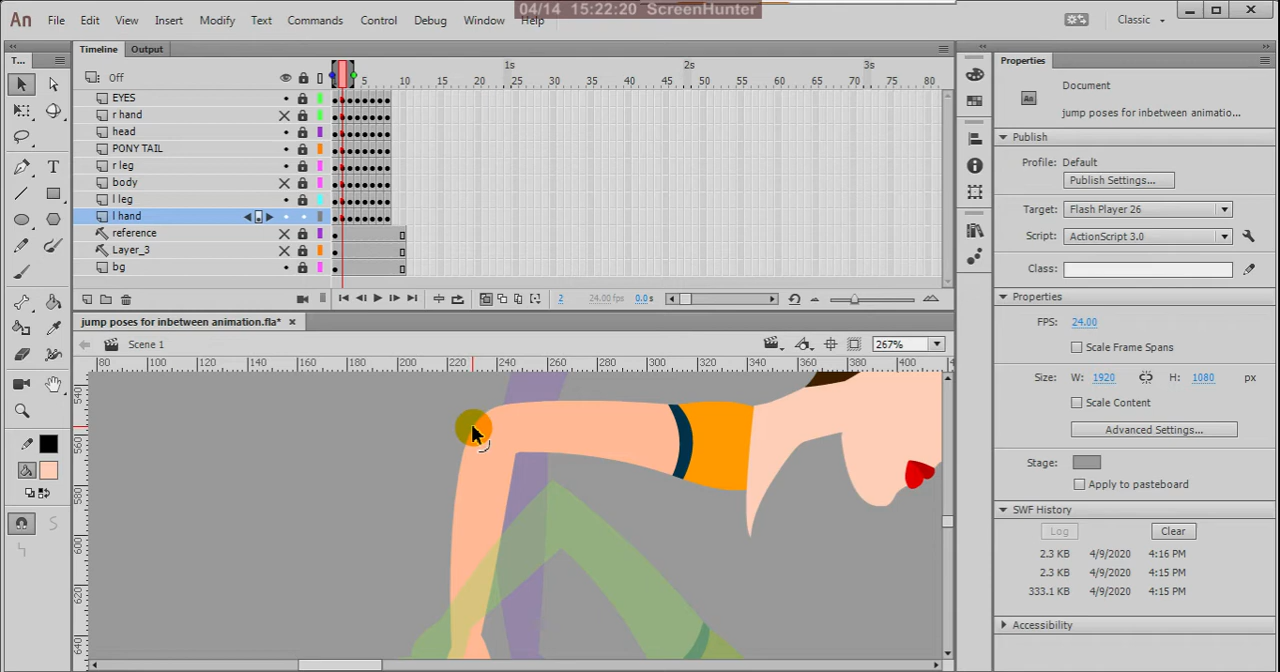 04/14 15:22:20 ScreenHunter
An File Edit View Insert Modify Text Commands Control Debug Window Help Classic
T... Timeline Output
Off 1s 2s 3s
5 10 15 20 25 30 35 40 45 50 55 60 65 70 75 80
EYES
r hand
head
PONY TAIL
r leg
body
l leg
l hand
reference
Layer_3
bg
2 24.00 fps 0.0s
jump poses for inbetween animation.fla*
Scene 1 267%
80 100 120 140 160 180 200 220 240 260 280 300 320 340 360 380 400 4
540
560
580
600
620
640
Properties
Document
jump poses for inbetween animatio...
Publish
Profile: Default
Publish Settings...
Target: Flash Player 26
Script: ActionScript 3.0
Class:
Properties
FPS: 24.00
Scale Frame Spans
Size: W: 1920 H: 1080 px
Scale Content
Advanced Settings...
Stage:
Apply to pasteboard
SWF History
Log Clear
2.3 KB 4/9/2020 4:16 PM
2.3 KB 4/9/2020 4:15 PM
333.1 KB 4/9/2020 4:15 PM
Accessibility